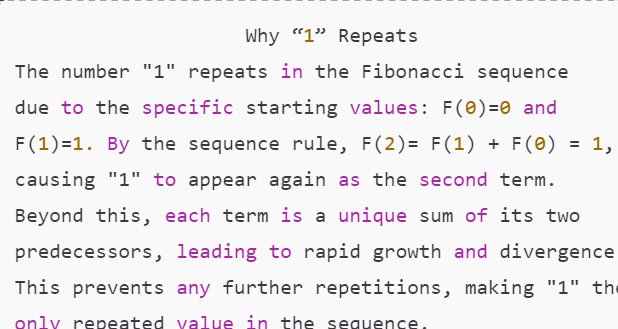 Why “1” Repeats
The number "1" repeats in the Fibonacci sequence
due to the specific starting values: F(0)=0 and
F(1)=1. By the sequence rule, F(2)= F(1) + F(0) = 1,
causing "1" to appear again as the second term.
Beyond this, each term is a unique sum of its two
predecessors, leading to rapid growth and divergence
This prevents any further repetitions, making "1" the
only repeated value in the sequence.